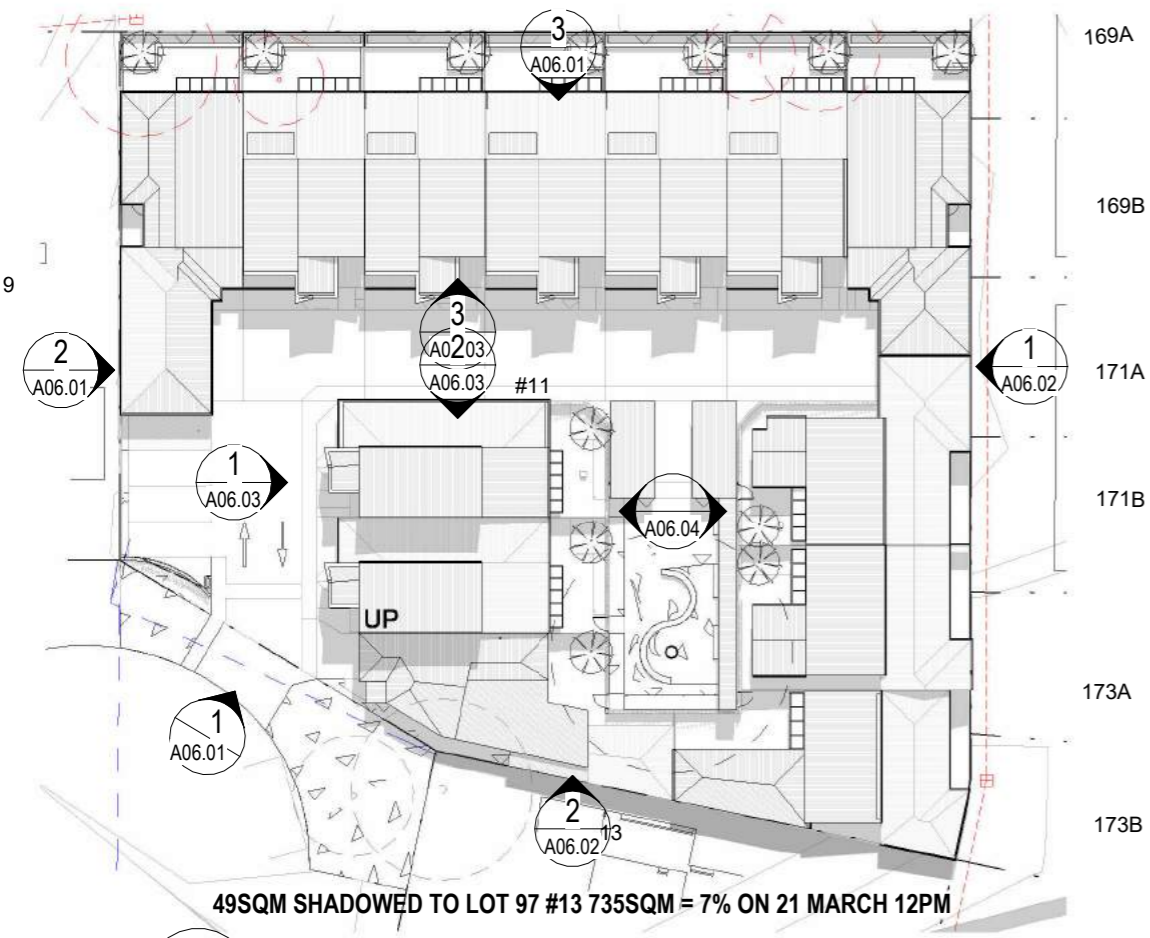 3
A06.01
169A
169B
9
3
A0 03
2
A06.03
2
A06.01
#11
1
A06.02
171A
1
A06.03
A06.04
171B
UP
173A
1
A06.01
2
A06.02
13
173B
49SQM SHADOWED TO LOT 97 #13 735SQM = 7% ON 21 MARCH 12PM